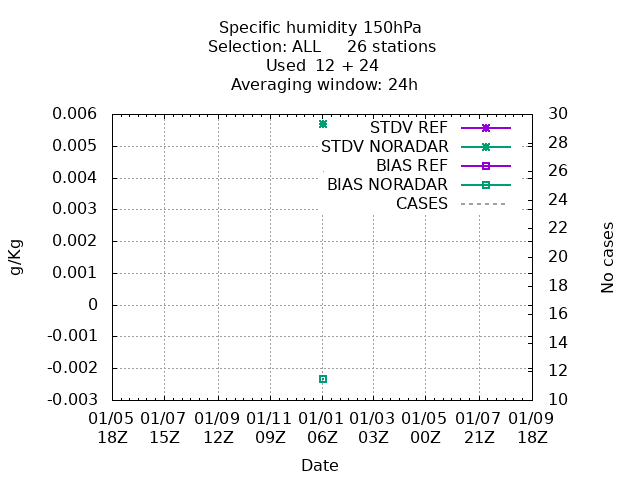 Specific humidity 150hPa
Selection: ALL     26 stations
Used  12 + 24
Averaging window: 24h
STDV REF
STDV NORADAR
BIAS REF
BIAS NORADAR
CASES
g/Kg
0.006
0.005
0.004
0.003
0.002
0.001
0
-0.001
-0.002
-0.003
No cases
30
28
26
24
22
20
18
16
14
12
10
01/05 01/07 01/09 01/11 01/01 01/03 01/05 01/07 01/09
18Z 15Z 12Z 09Z 06Z 03Z 00Z 21Z 18Z
Date